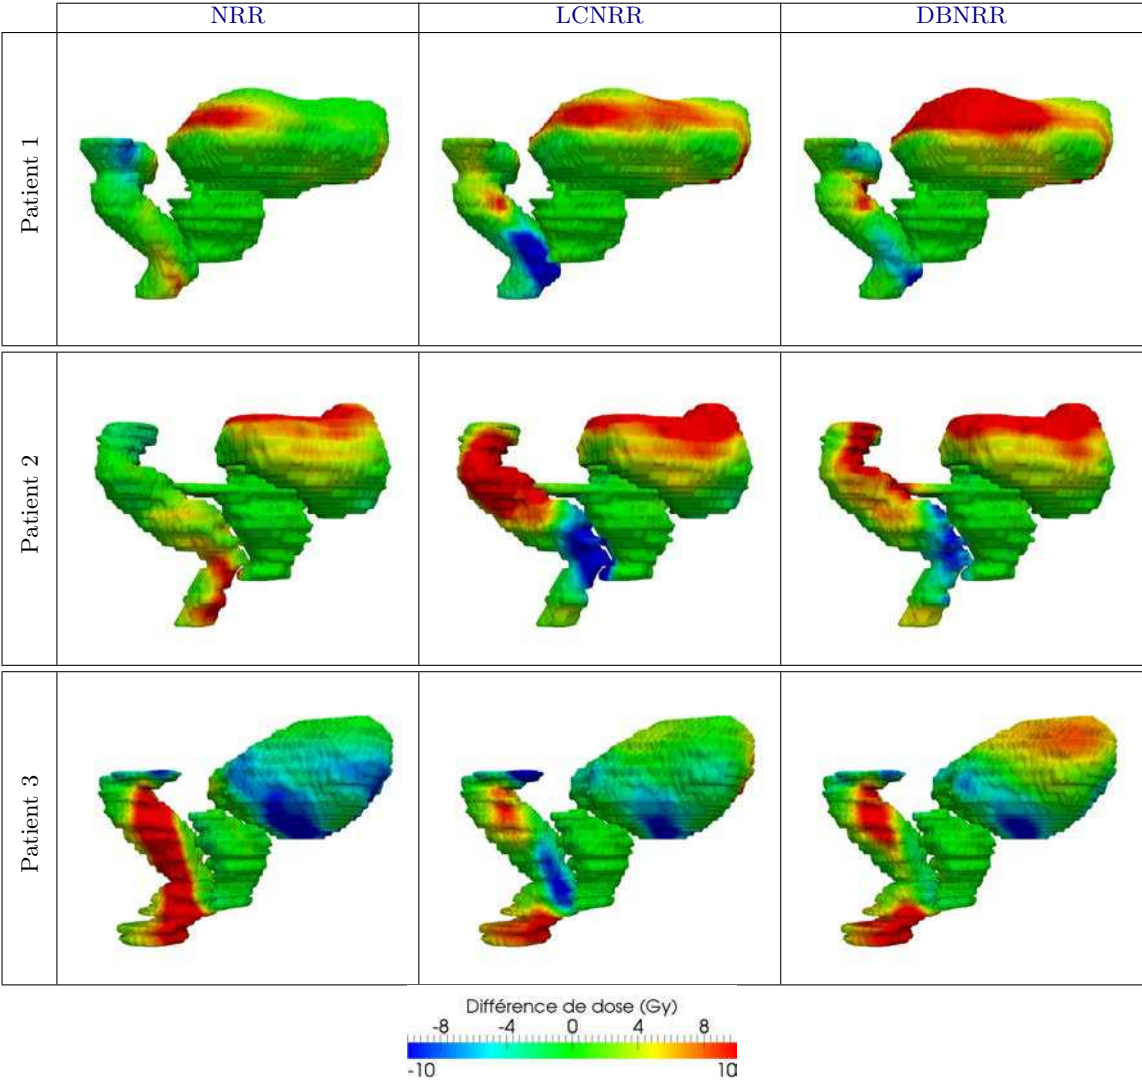 NRR LCNRR DBNRR
Patient 1
Patient 2
Patient 3
Différence de dose (Gy)
-8 -4 0 4 8
-10 10